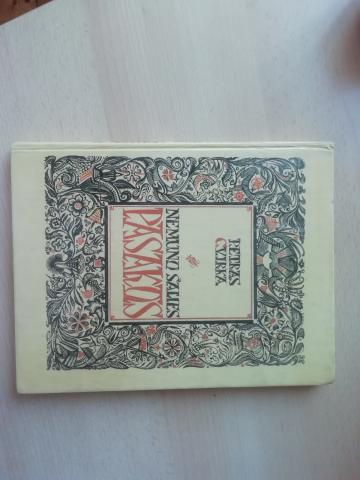 PETRAS
CVIRKA
NEMUNO ŠALIES
PASAKOS